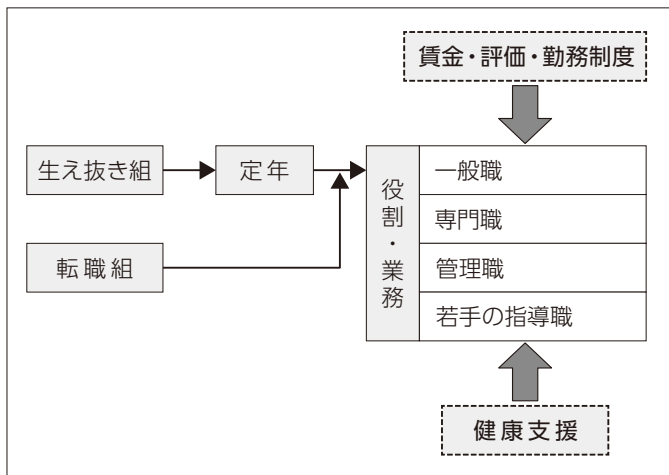 賃金・評価・勤務制度
生え抜き組
定年
役割・業務
一般職
専門職
管理職
若手の指導職
転職組
健康支援